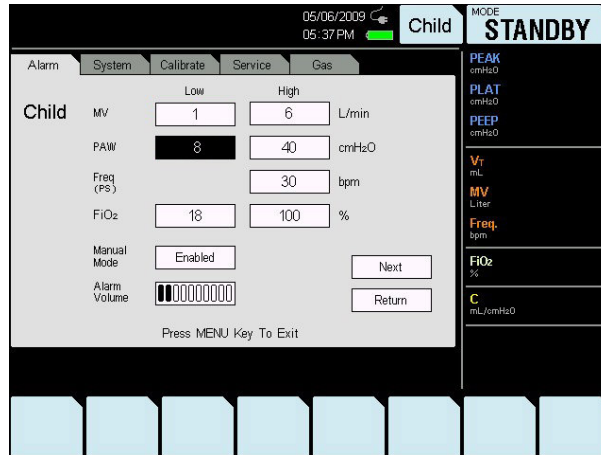 05/06/2009
05:37 PM
Child
MODE
STANDBY
Alarm System Calibrate Service Gas
Low High
Child MV 1 6 L/min
PAW 8 40 cmH2O
Freq (PS) 30 bpm
FiO2 18 100 %
Manual Mode Enabled
Next
Alarm Volume
Return
Press MENU Key To Exit
PEAK
cmH2O
PLAT
cmH2O
PEEP
cmH2O
VT
mL
MV
Liter
Freq.
bpm
FiO2
%
C
mL/cmH2O